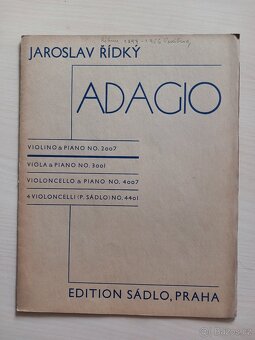 JAROSLAV ŘÍDKÝ
ADAGIO
VIOLINO & PIANO NO. 2007
VIOLA & PIANO NO. 3001
VIOLONCELLO & PIANO NO. 4007
4 VIOLONCELLI (P. SÁDLO) NO. 4401
EDITION SÁDLO, PRAHA